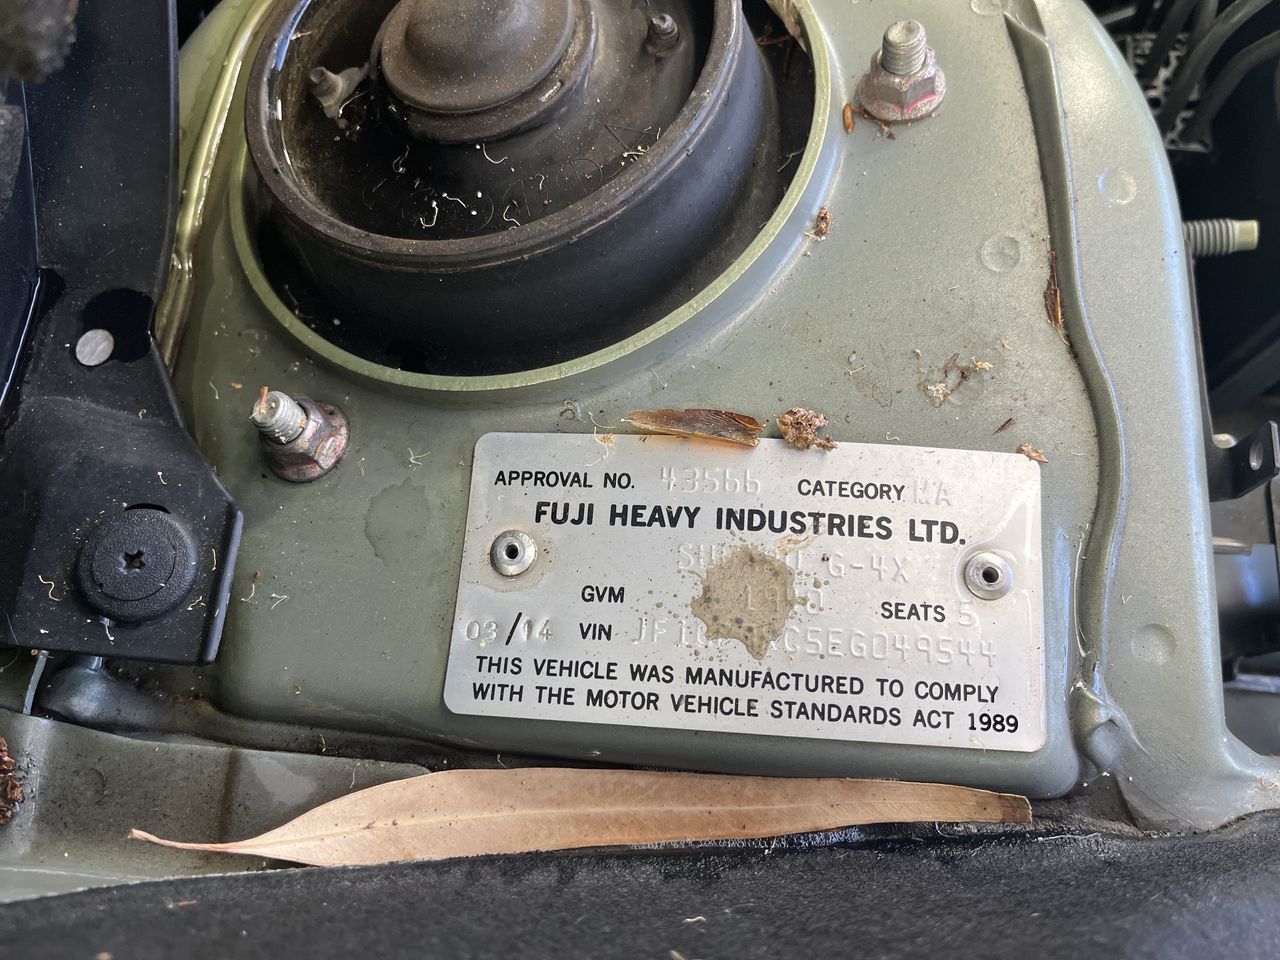 APPROVAL NO. 43566 CATEGORY MA
FUJI HEAVY INDUSTRIES LTD.
G-4X
GVM SEATS 5
03/14 VIN
THIS VEHICLE WAS MANUFACTURED TO COMPLY
WITH THE MOTOR VEHICLE STANDARDS ACT 1989